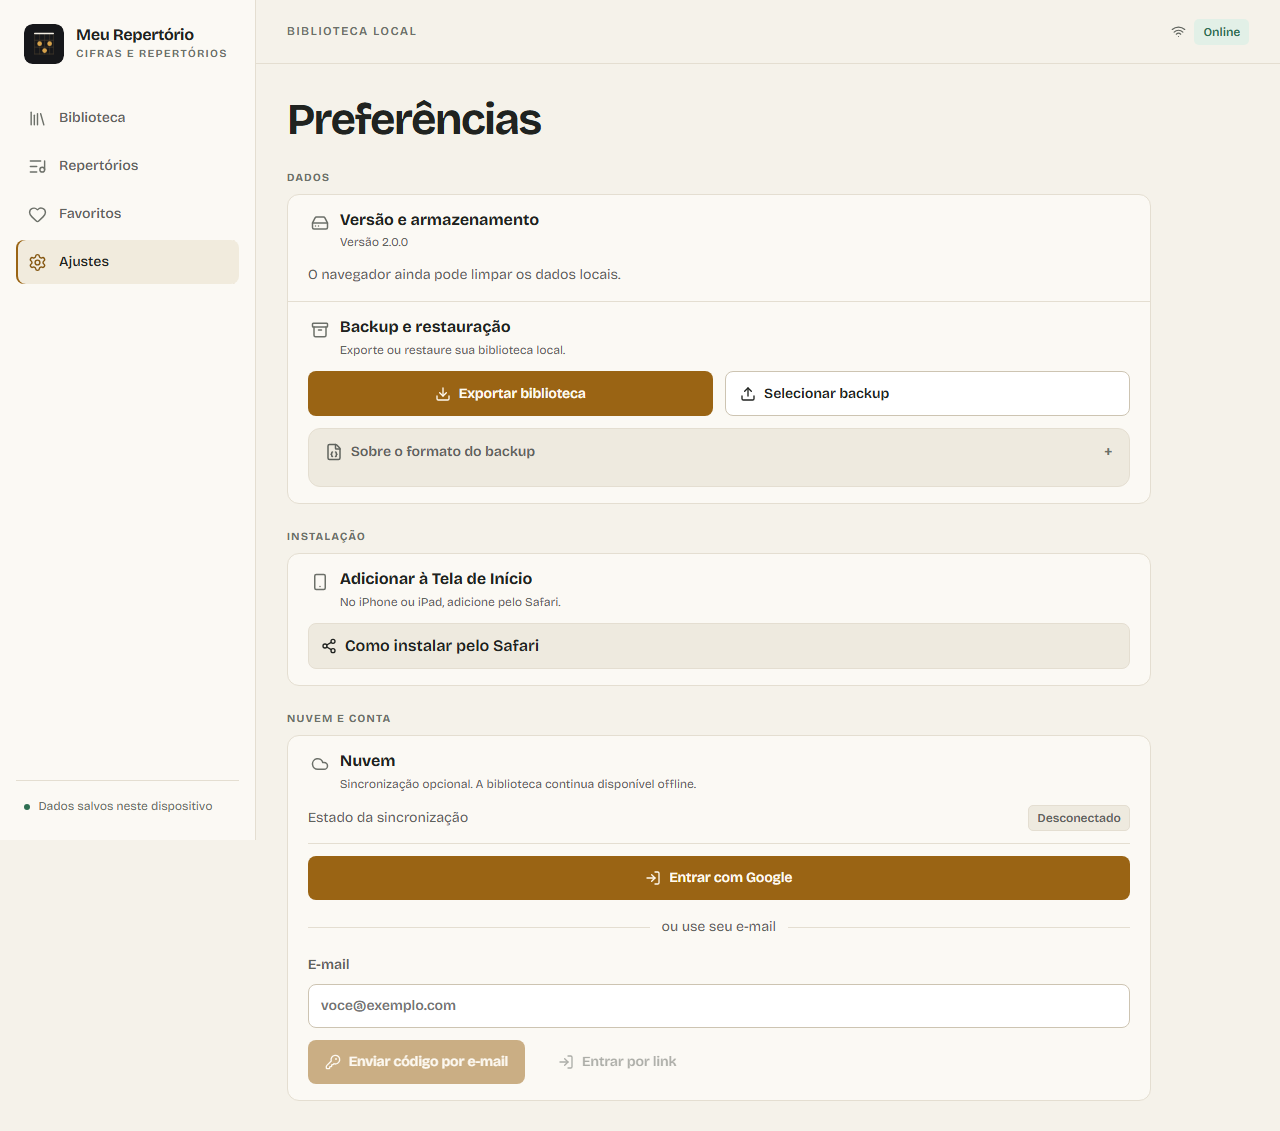 Meu Repertório
CIFRAS E REPERTÓRIOS
Biblioteca
Repertórios
Favoritos
Ajustes
Dados salvos neste dispositivo
BIBLIOTECA LOCAL
Online
Preferências
DADOS
Versão e armazenamento
Versão 2.0.0
O navegador ainda pode limpar os dados locais.
Backup e restauração
Exporte ou restaure sua biblioteca local.
Exportar biblioteca
Selecionar backup
Sobre o formato do backup +
INSTALAÇÃO
Adicionar à Tela de Início
No iPhone ou iPad, adicione pelo Safari.
Como instalar pelo Safari
NUVEM E CONTA
Nuvem
Sincronização opcional. A biblioteca continua disponível offline.
Estado da sincronização
Desconectado
Entrar com Google
ou use seu e-mail
E-mail
voce@exemplo.com
Enviar código por e-mail
Entrar por link